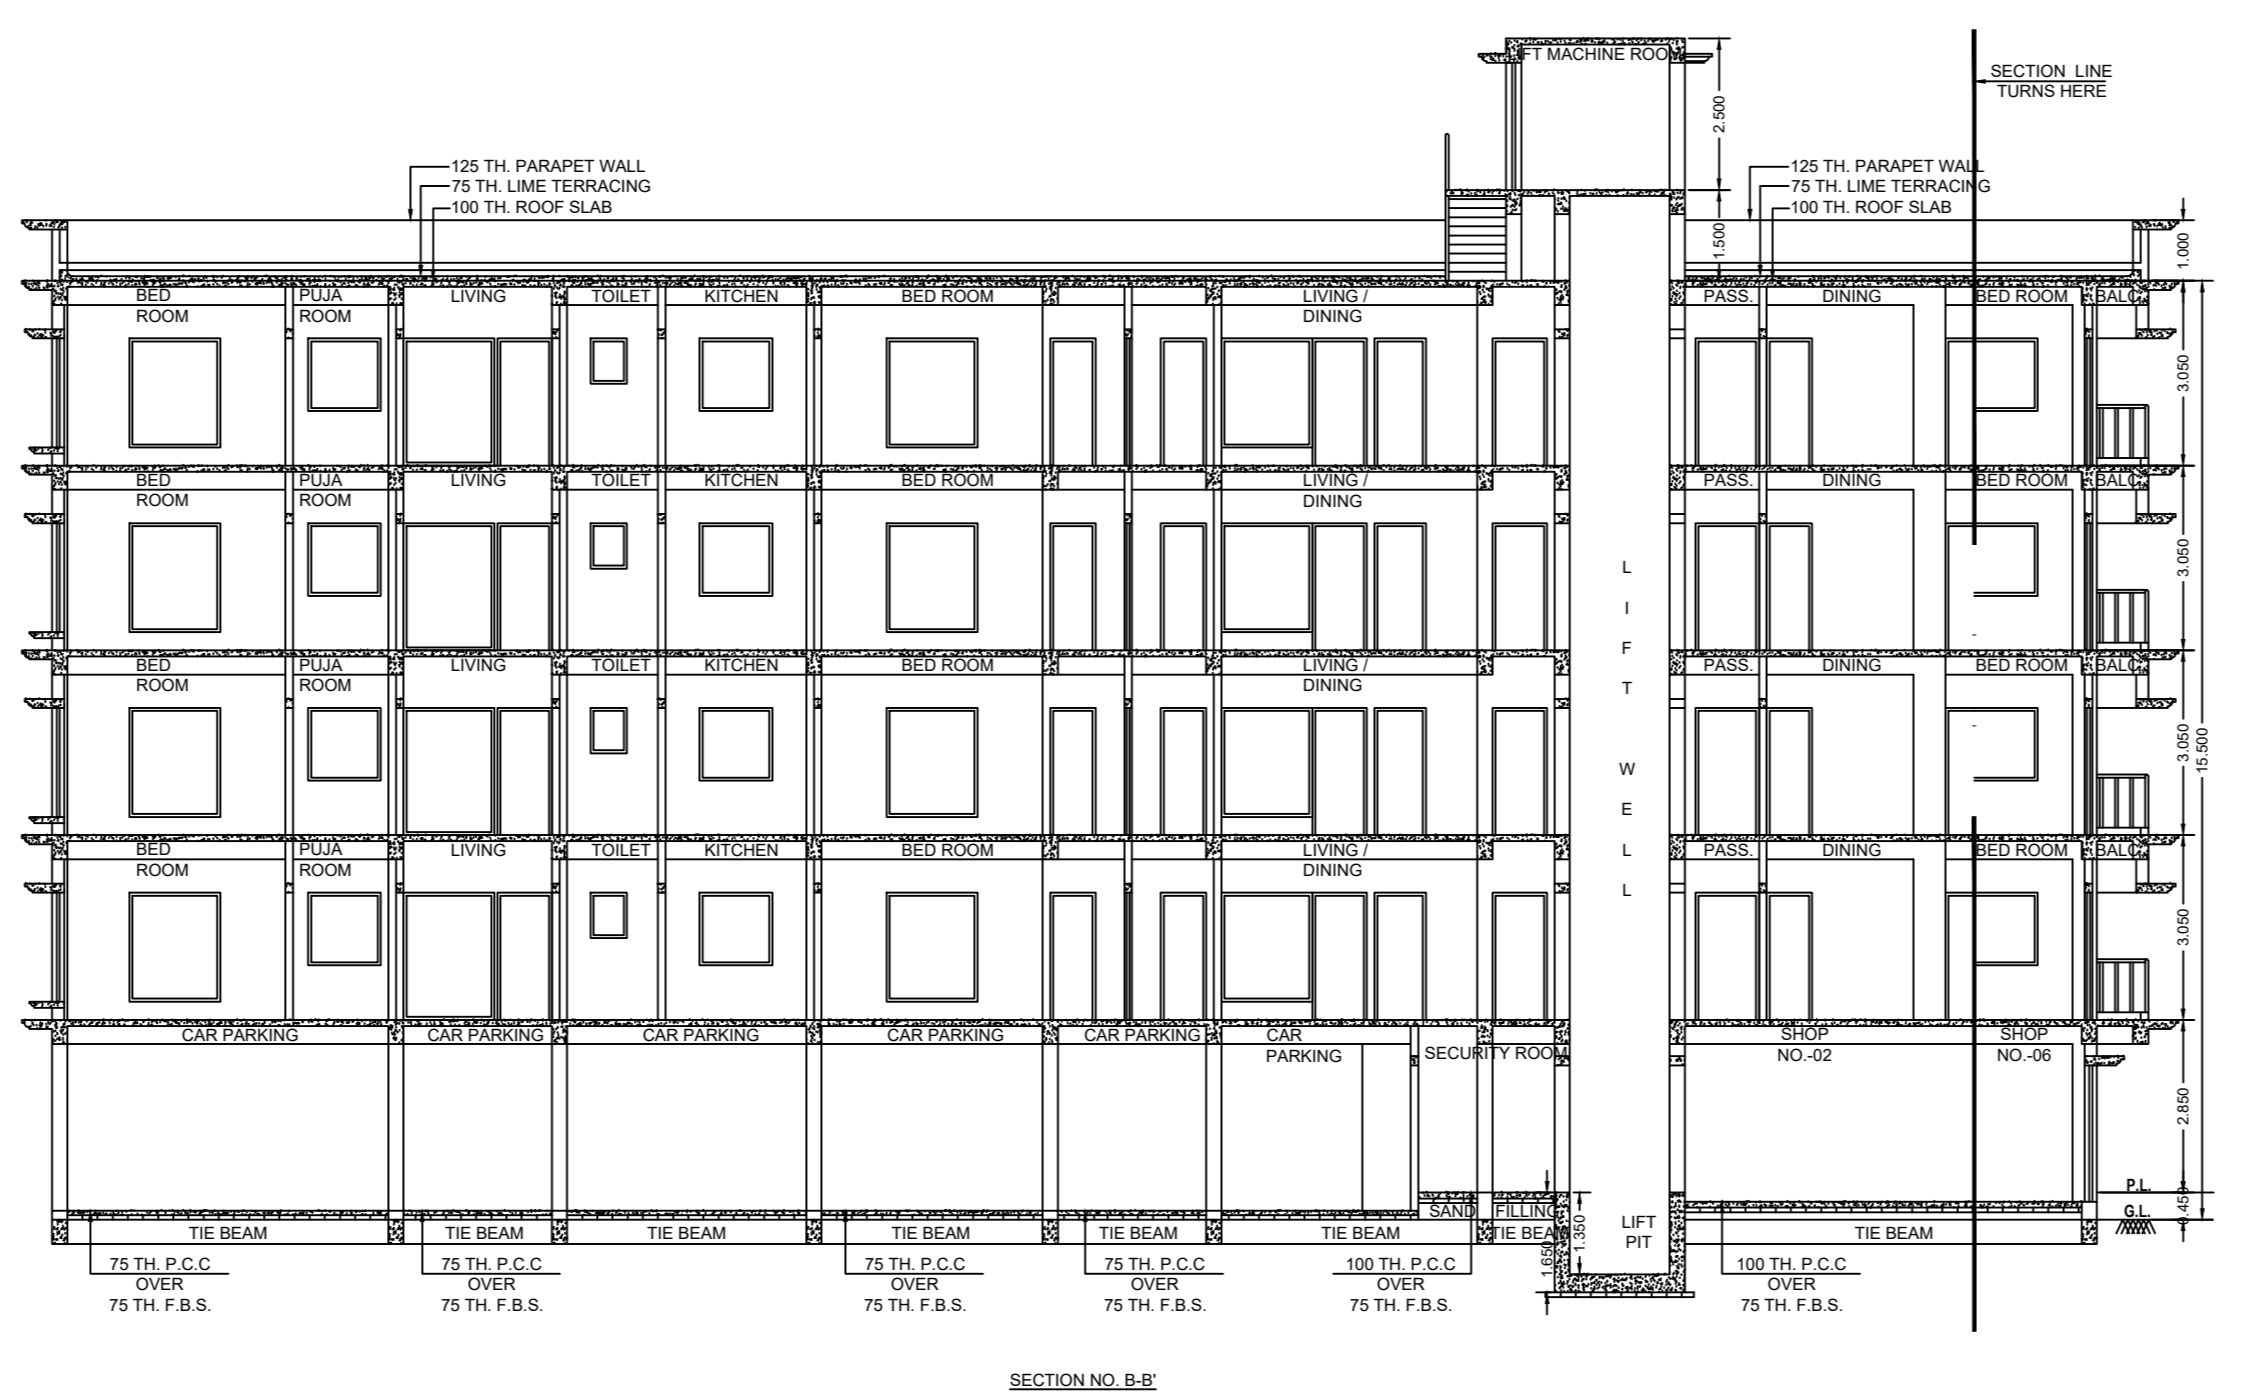 LIFT MACHINE ROOM
SECTION LINE
TURNS HERE
2.500
125 TH. PARAPET WALL
75 TH. LIME TERRACING
100 TH. ROOF SLAB
125 TH. PARAPET WALL
75 TH. LIME TERRACING
100 TH. ROOF SLAB
1.500
1.000
BED PUJA LIVING TOILET KITCHEN BED ROOM LIVING / PASS. DINING BED ROOM BALC.
ROOM ROOM DINING
3.050
BED PUJA LIVING TOILET KITCHEN BED ROOM LIVING / PASS. DINING BED ROOM BALC.
ROOM ROOM DINING
3.050
BED PUJA LIVING TOILET KITCHEN BED ROOM LIVING / PASS. DINING BED ROOM BALC.
ROOM ROOM DINING
3.050
15.500
LIFT WELL
BED PUJA LIVING TOILET KITCHEN BED ROOM LIVING / PASS. DINING BED ROOM BALC.
ROOM ROOM DINING
3.050
CAR PARKING CAR PARKING CAR PARKING CAR PARKING CAR PARKING CAR SHOP SHOP
PARKING SECURITY ROOM NO.-02 NO.-06
2.850
P.L.
0.450
G.L.
SAND FILLING
1.350
1.650
LIFT
PIT
TIE BEAM TIE BEAM TIE BEAM TIE BEAM TIE BEAM TIE BEAM TIE BEAM TIE BEAM
75 TH. P.C.C 75 TH. P.C.C 75 TH. P.C.C 75 TH. P.C.C 100 TH. P.C.C 100 TH. P.C.C
OVER OVER OVER OVER OVER OVER
75 TH. F.B.S. 75 TH. F.B.S. 75 TH. F.B.S. 75 TH. F.B.S. 75 TH. F.B.S. 75 TH. F.B.S.
SECTION NO. B-B'